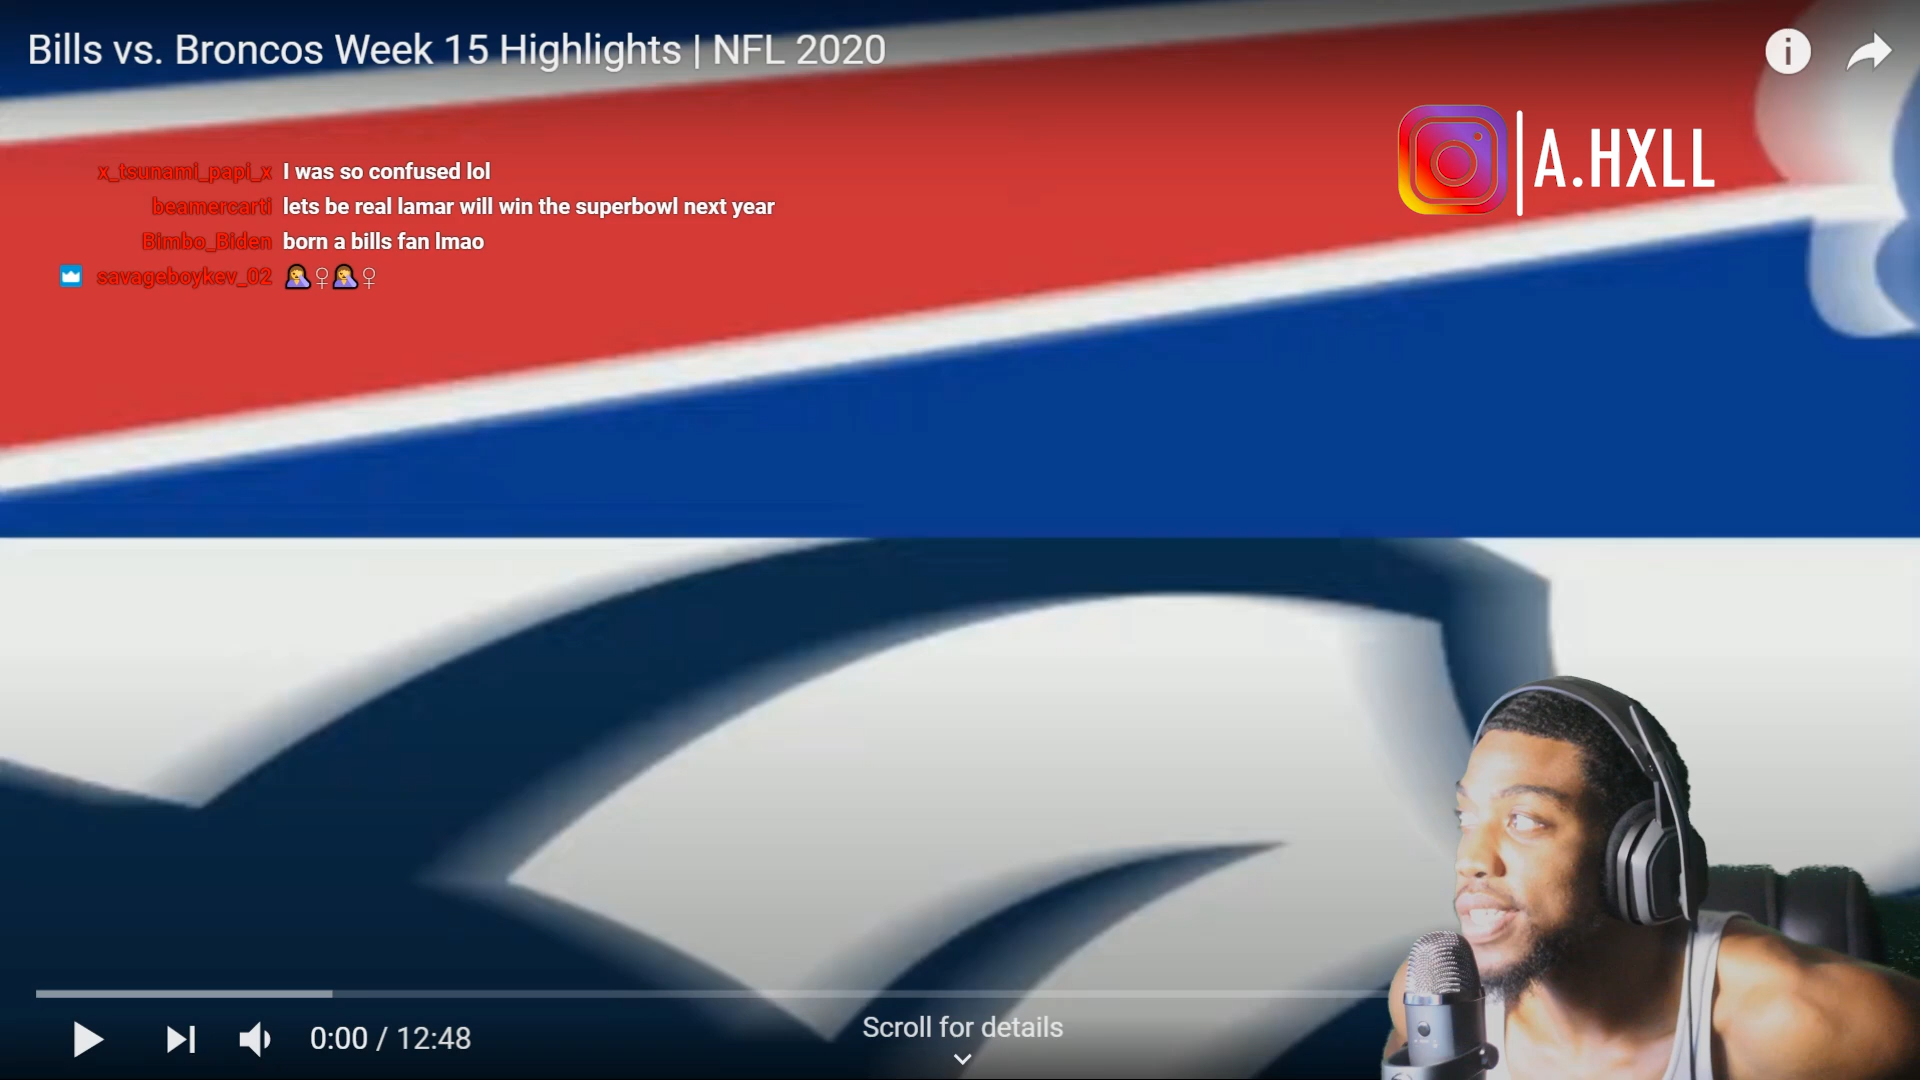 Bills vs. Broncos Week 15 Highlights | NFL 2020
A.HXLL
x_tsunami_papi_x I was so confused lol
beamercarti lets be real lamar will win the superbowl next year
Bimbo_Biden born a bills fan lmao
savageboykev_02 🤦‍♀🤦‍♀
0:00 / 12:48
Scroll for details